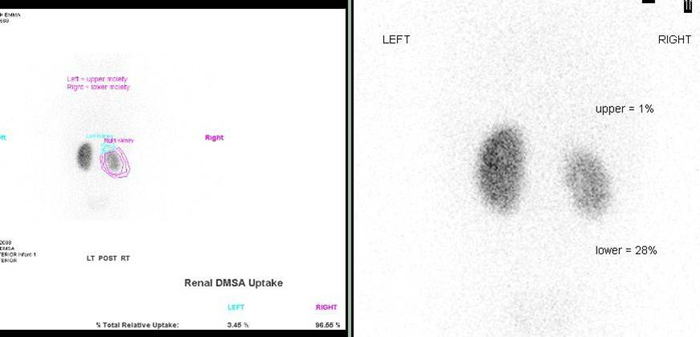 Left = upper moiety
Right = lower moiety
Right
LT POST RT
Renal DMSA Uptake
LEFT RIGHT
% Total Relative Uptake: 3.45 % 96.55 %
LEFT RIGHT
upper = 1%
lower = 28%